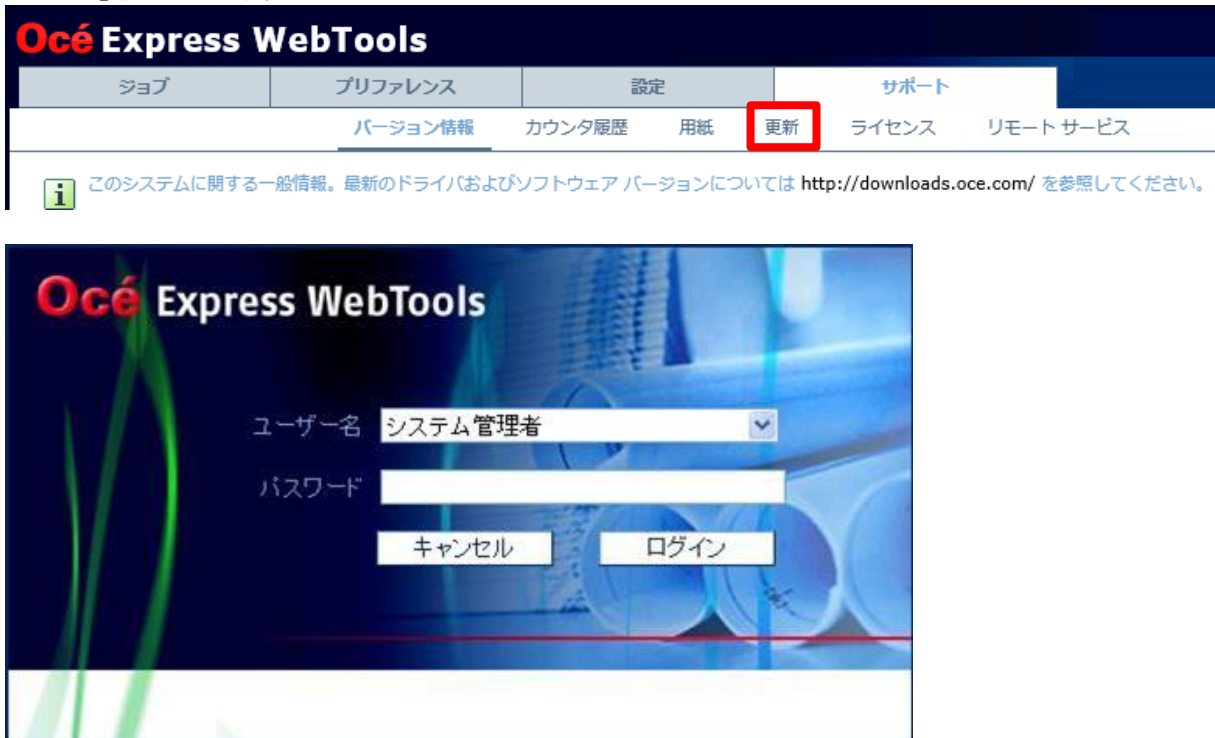 Océ Express WebTools
ジョブ プリファレンス 設定 サポート
バージョン情報 カウンタ履歴 用紙 更新 ライセンス リモート サービス
このシステムに関する一般情報。最新のドライバおよびソフトウェア バージョンについては http://downloads.oce.com/ を参照してください。
Océ Express WebTools
ユーザー名 システム管理者
パスワード
キャンセル ログイン